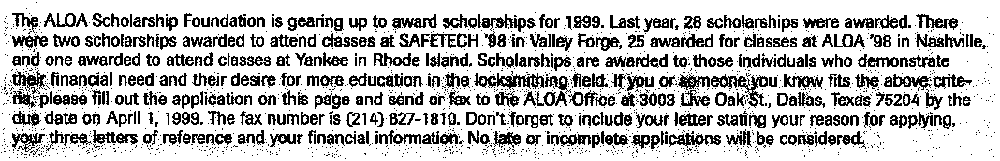 The ALOA Scholarship Foundation is gearing up to award scholarships for 1999. Last year, 28 scholarships were awarded. There
were two scholarships awarded to attend classes at SAFETECH '98 in Valley Forge, 25 awarded for classes at ALOA '98 in Nashville,
and one awarded to attend classes at Yankee in Rhode Island. Scholarships are awarded to those individuals who demonstrate
their financial need and their desire for more education in the locksmithing field. If you or someone you know fits the above crite-
ria, please fill out the application on this page and send or fax to the ALOA Office at 3003 Live Oak St., Dallas, Texas 75204 by the
due date on April 1, 1999. The fax number is (214) 827-1810. Don't forget to include your letter stating your reason for applying,
your three letters of reference and your financial information. No late or incomplete applications will be considered.